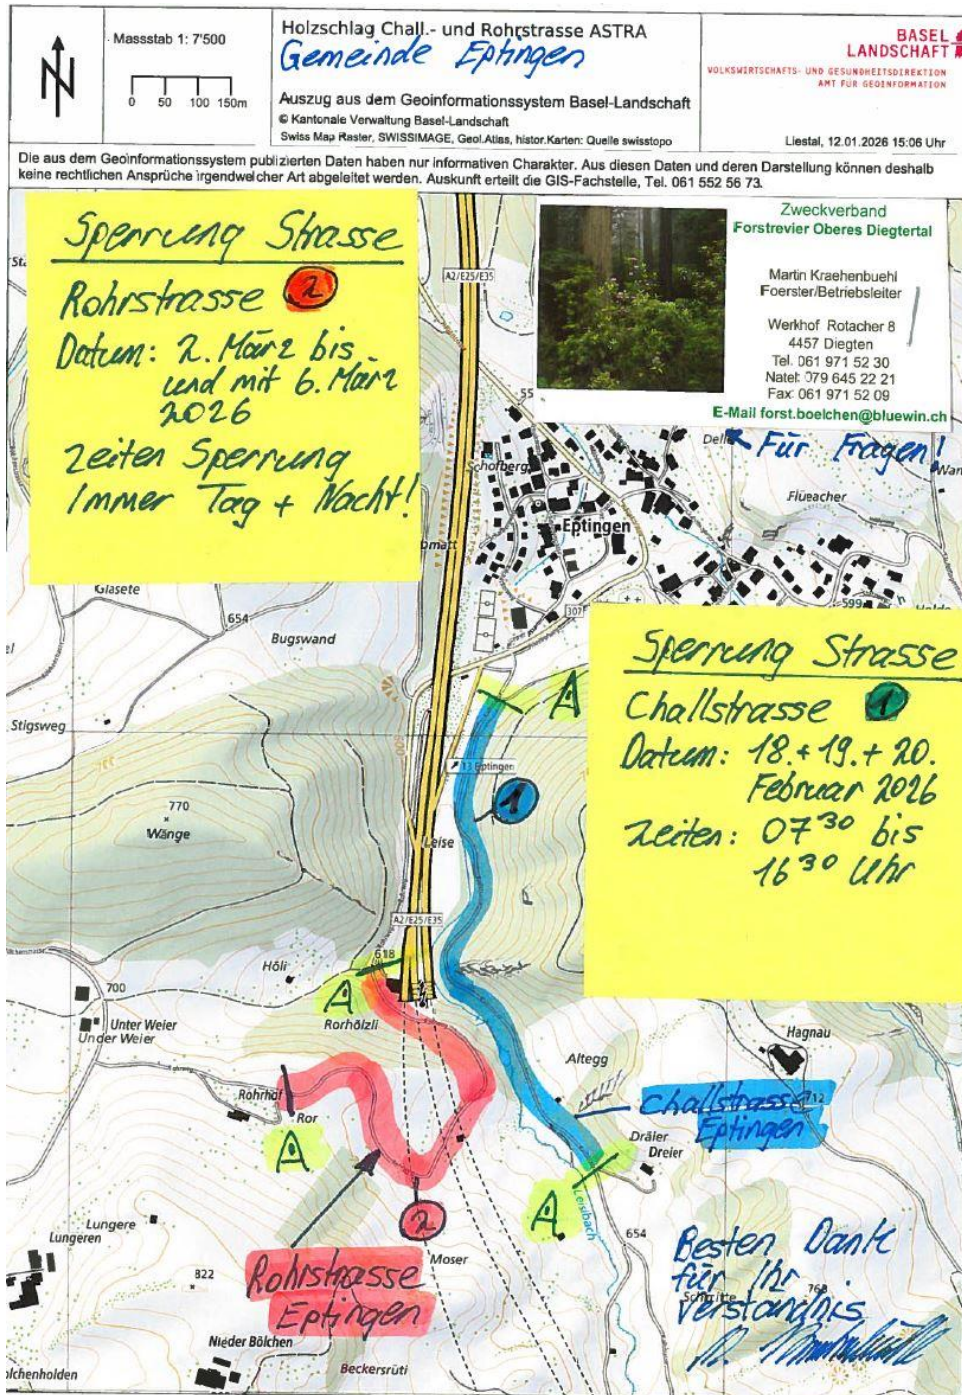 Massstab 1: 7'500
0 50 100 150m
Holzschlag Chall.- und Rohrstrasse ASTRA
Gemeinde Eptingen
Auszug aus dem Geoinformationssystem Basel-Landschaft
© Kantonale Verwaltung Basel-Landschaft
Swiss Map Raster, SWISSIMAGE, Geol.Atlas, histor.Karten: Quelle swisstopo
BASEL
LANDSCHAFT
VOLKSWIRTSCHAFTS- UND GESUNDHEITSDIREKTION
AMT FÜR GEOINFORMATION
Liestal, 12.01.2026 15:06 Uhr
Die aus dem Geoinformationssystem publizierten Daten haben nur informativen Charakter. Aus diesen Daten und deren Darstellung können deshalb
keine rechtlichen Ansprüche irgendwelcher Art abgeleitet werden. Auskunft erteilt die GIS-Fachstelle, Tel. 061 552 56 73.
Sperrung Strasse
Rohrstrasse 2
Datum: 2. März bis
und mit 6. März
2026
Zeiten Sperrung
Immer Tag + Nacht!
A2/E25/E35
Zweckverband
Forstrevier Oberes Diegtertal
Martin Kraehenbuehl
Foerster/Betriebsleiter
Werkhof Rotacher 8
4457 Diegten
Tel. 061 971 52 30
Natel: 079 645 22 21
Fax: 061 971 52 09
E-Mail forst.boelchen@bluewin.ch
Für Fragen!
Schofberg
Flüeacher
Eptingen
Glasete
654
Bugswand
307
599
Sperrung Strasse
Challstrasse 1
Datum: 18.+19.+20.
Februar 2026
Zeiten: 07³⁰ bis
16³⁰ Uhr
Stigsweg
A
13 Eptingen
1
770
Wänge
Leise
A2/E25/E35
618
Höli
A
700
Rorhölzli
Unter Weier
Under Weier
Hagnau
Altegg
Rohrhof
Ror
712
Challstrasse
Eptingen
A
Dräier
Dreier
A
Leisibach
2
654
Lungere
Lungeren
Moser
822
Rohrstrasse
Eptingen
Besten Dank
für Ihr
Verständnis
Nieder Bölchen
Beckersrüti